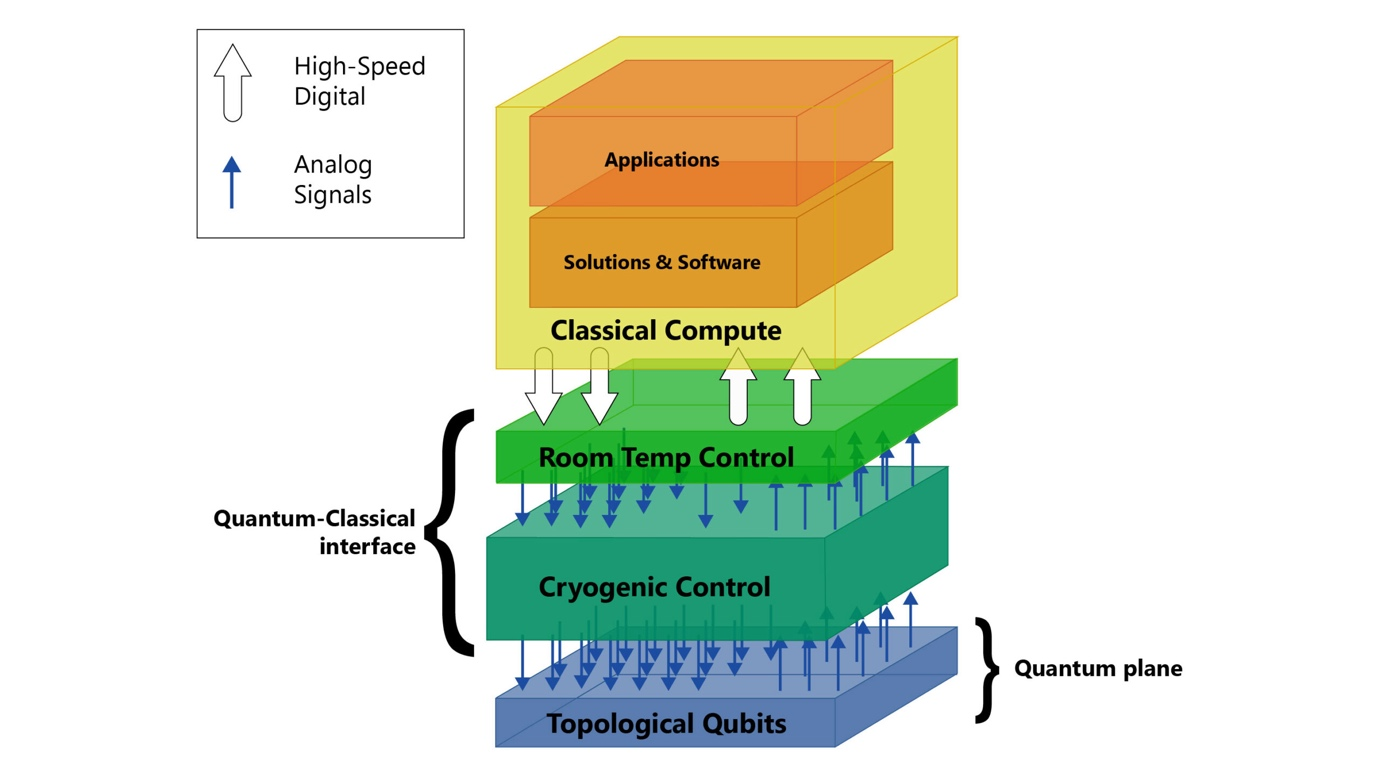 High-Speed
Digital
Analog
Signals
Applications
Solutions & Software
Classical Compute
Room Temp Control
Quantum-Classical
interface
Cryogenic Control
Quantum plane
Topological Qubits